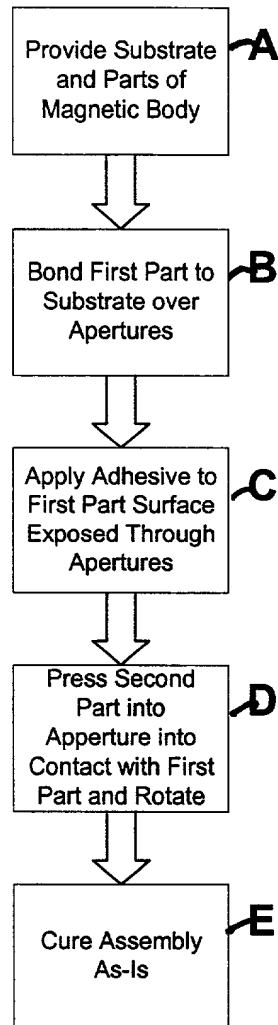 Provide Substrate
and Parts of
Magnetic Body
A
Bond First Part to
Substrate over
Apertures
B
Apply Adhesive to
First Part Surface
Exposed Through
Apertures
C
Press Second
Part into
Apperture into
Contact with First
Part and Rotate
D
Cure Assembly
As-Is
E